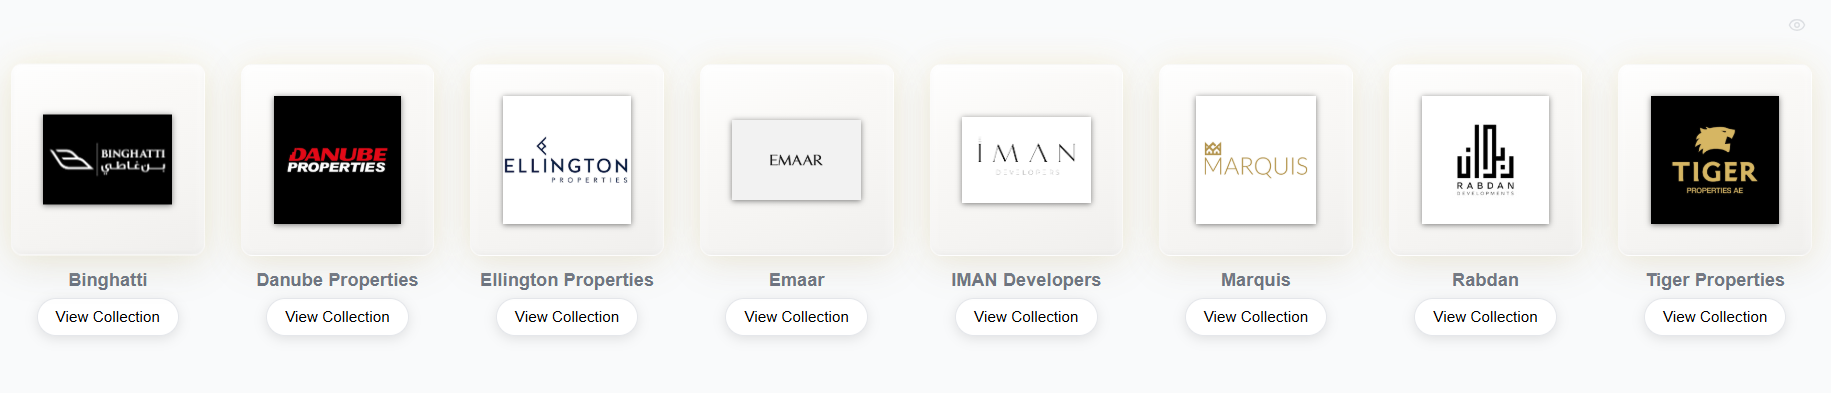 BINGHATTI
بن غاطي
DANUBE
PROPERTIES
ELLINGTON
PROPERTIES
EMAAR
IMAN
DEVELOPERS
MARQUIS
ربدان
RABDAN
DEVELOPMENTS
TIGER
PROPERTIES AE
Binghatti
Danube Properties
Ellington Properties
Emaar
IMAN Developers
Marquis
Rabdan
Tiger Properties
View Collection
View Collection
View Collection
View Collection
View Collection
View Collection
View Collection
View Collection